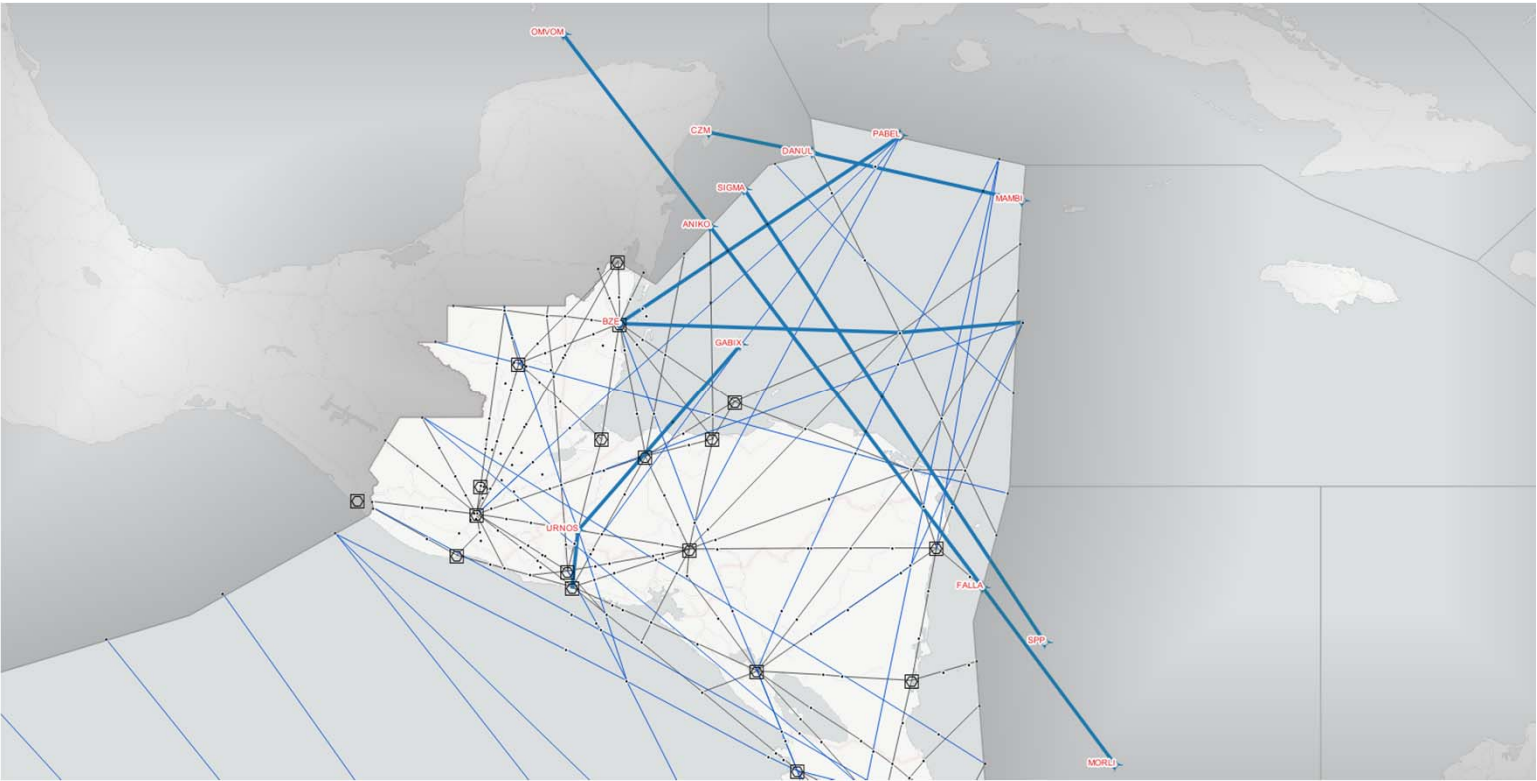 OMVOM
CZM
PABEL
DANUL
SIGMA
MAMBI
ANIKO
BZE
GABIX
URNOS
FALLA
SPP
MORLI